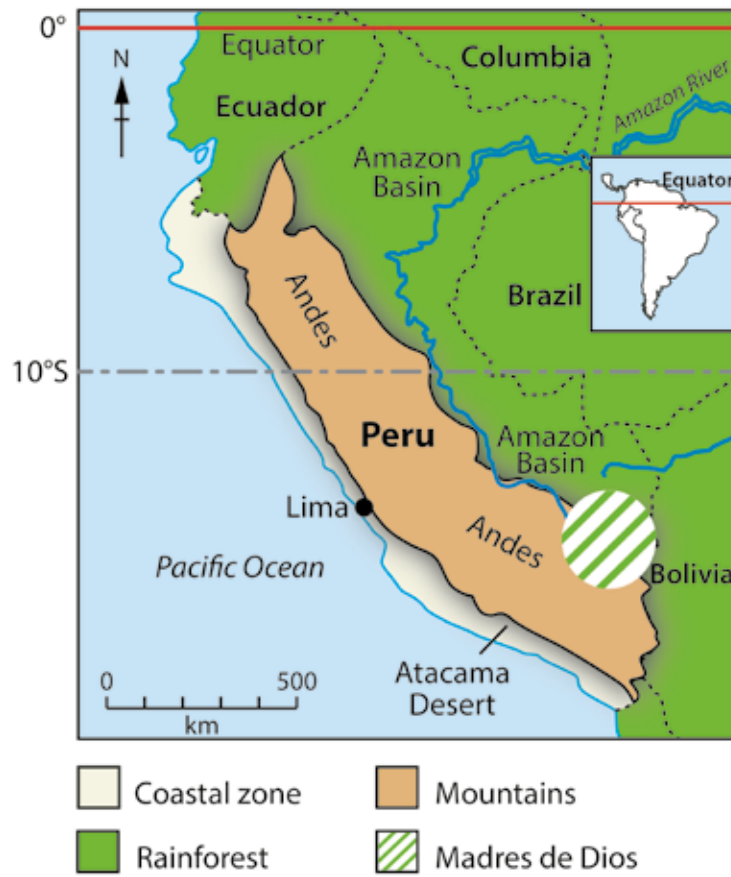 0°
Equator
N
Columbia
Ecuador
Amazon River
Amazon
Basin
Equator
Andes
Brazil
10°S
Peru
Amazon
Basin
Lima
Andes
Pacific Ocean
Bolivia
0 500
km
Atacama
Desert
Coastal zone
Mountains
Rainforest
Madres de Dios